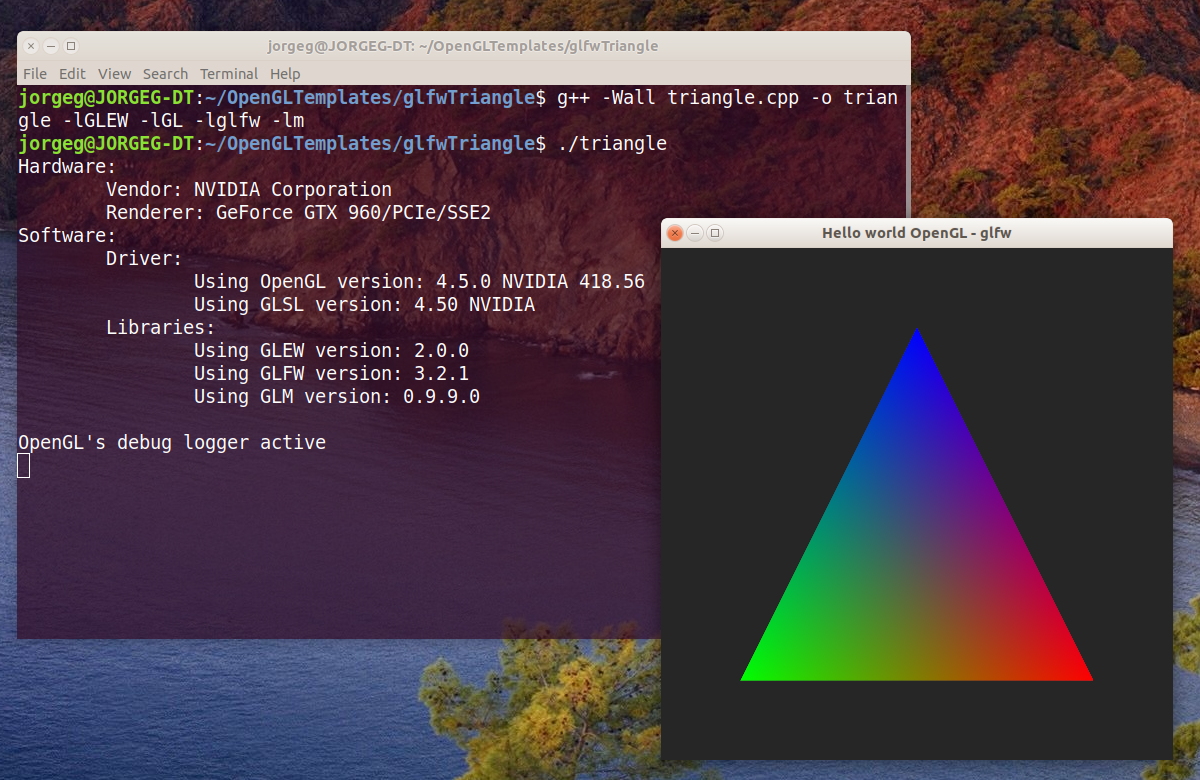 jorgeg@JORGEG-DT: ~/OpenGLTemplates/glfwTriangle
File Edit View Search Terminal Help
jorgeg@JORGEG-DT:~/OpenGLTemplates/glfwTriangle$ g++ -Wall triangle.cpp -o trian
gle -lGLEW -lGL -lglfw -lm
jorgeg@JORGEG-DT:~/OpenGLTemplates/glfwTriangle$ ./triangle
Hardware:
        Vendor: NVIDIA Corporation
        Renderer: GeForce GTX 960/PCIe/SSE2
Software:
        Driver:
                Using OpenGL version: 4.5.0 NVIDIA 418.56
                Using GLSL version: 4.50 NVIDIA
        Libraries:
                Using GLEW version: 2.0.0
                Using GLFW version: 3.2.1
                Using GLM version: 0.9.9.0
OpenGL's debug logger active
Hello world OpenGL - glfw